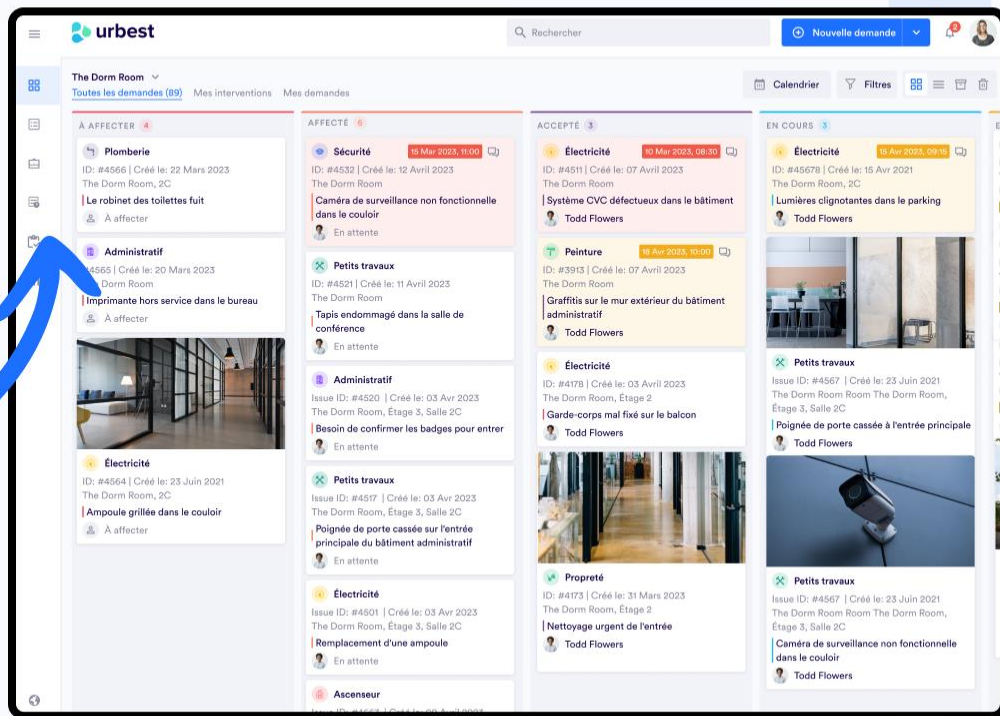 urbest
Rechercher
Nouvelle demande
2
The Dorm Room
Toutes les demandes (89) Mes interventions Mes demandes
Calendrier
Filtres
À AFFECTER 4
Plomberie
ID: #4566 | Créé le: 22 Mars 2023
The Dorm Room, 2C
Le robinet des toilettes fuit
À affecter
Administratif
4565 | Créé le: 20 Mars 2023
Dorm Room
Imprimante hors service dans le bureau
À affecter
Électricité
ID: #4564 | Créé le: 23 Juin 2021
The Dorm Room, 2C
Ampoule grillée dans le couloir
À affecter
AFFECTÉ 6
Sécurité 15 Mar 2023, 11:00
ID: #4532 | Créé le: 12 Avril 2023
The Dorm Room
Caméra de surveillance non fonctionnelle
dans le couloir
En attente
Petits travaux
ID: #4521 | Créé le: 11 Avril 2023
The Dorm Room
Tapis endommagé dans la salle de
conférence
En attente
Administratif
Issue ID: #4520 | Créé le: 03 Avr 2023
The Dorm Room, Étage 3, Salle 2C
Besoin de confirmer les badges pour entrer
En attente
Petits travaux
Issue ID: #4517 | Créé le: 03 Avr 2023
The Dorm Room, Étage 3, Salle 2C
Poignée de porte cassée sur l'entrée
principale du bâtiment administratif
En attente
Électricité
Issue ID: #4501 | Créé le: 03 Avr 2023
The Dorm Room, Étage 3, Salle 2C
Remplacement d'une ampoule
En attente
Ascenseur
ACCEPTÉ 3
Électricité 10 Mar 2023, 08:30
ID: #4511 | Créé le: 07 Avril 2023
The Dorm Room
Système CVC défectueux dans le bâtiment
Todd Flowers
Peinture 18 Avr 2023, 10:00
ID: #3913 | Créé le: 07 Avril 2023
The Dorm Room
Graffitis sur le mur extérieur du bâtiment
administratif
Todd Flowers
Électricité
ID: #4178 | Créé le: 03 Avril 2023
The Dorm Room, Étage 2
Garde-corps mal fixé sur le balcon
Todd Flowers
Propreté
ID: #4173 | Créé le: 31 Mars 2023
The Dorm Room, Étage 2
Nettoyage urgent de l'entrée
Todd Flowers
EN COURS 3
Électricité 15 Avr 2023, 09:15
ID: #45678 | Créé le: 15 Avr 2021
The Dorm Room, 2C
Lumières clignotantes dans le parking
Todd Flowers
Petits travaux
Issue ID: #4567 | Créé le: 23 Juin 2021
The Dorm Room Room The Dorm Room,
Étage 3, Salle 2C
Poignée de porte cassée à l'entrée principale
Todd Flowers
Petits travaux
Issue ID: #4567 | Créé le: 23 Juin 2021
The Dorm Room Room The Dorm Room,
Étage 3, Salle 2C
Caméra de surveillance non fonctionnelle
dans le couloir
Todd Flowers